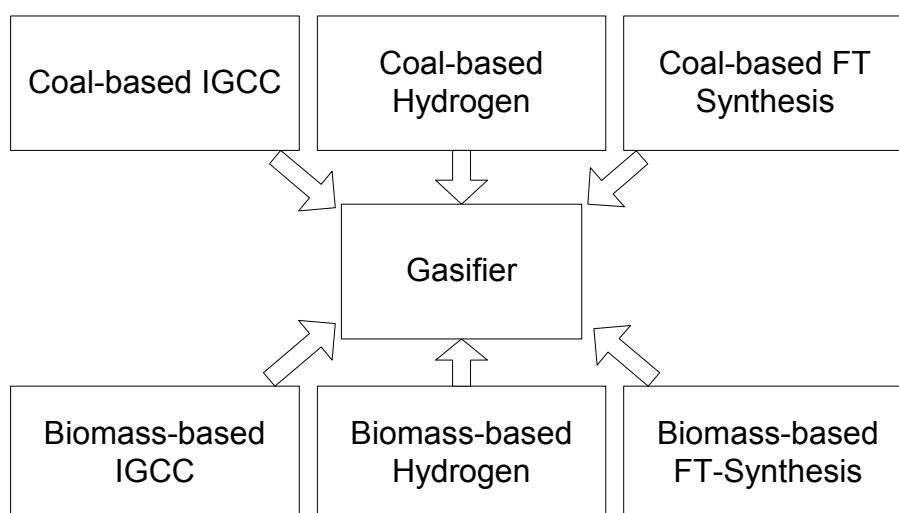 Coal-based IGCC
Coal-based
Hydrogen
Coal-based FT
Synthesis
Gasifier
Biomass-based
IGCC
Biomass-based
Hydrogen
Biomass-based
FT-Synthesis